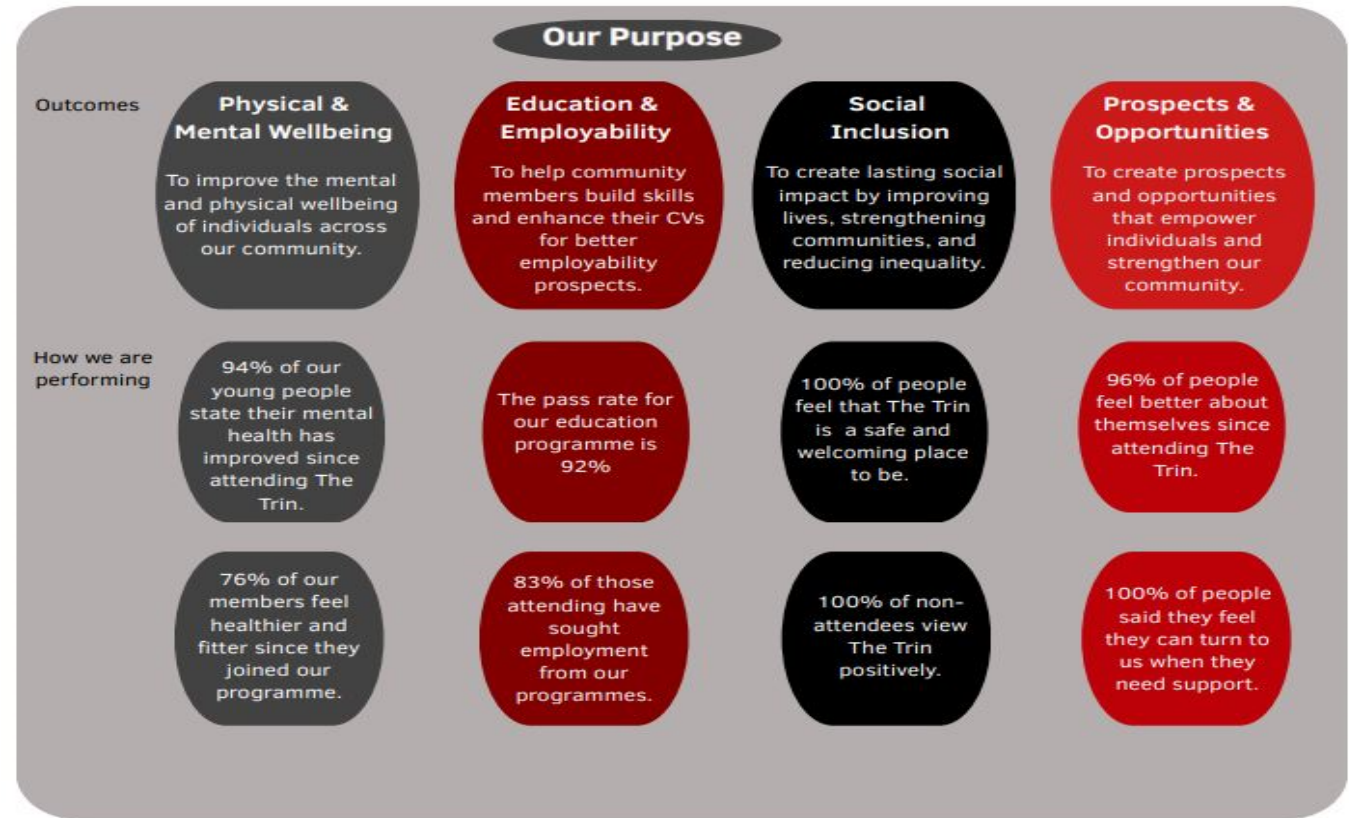 Our Purpose
Outcomes
Physical &
Mental Wellbeing
To improve the mental
and physical wellbeing
of individuals across
our community.
Education &
Employability
To help community
members build skills
and enhance their CVs
for better
employability
prospects.
Social
Inclusion
To create lasting social
impact by improving
lives, strengthening
communities, and
reducing inequality.
Prospects &
Opportunities
To create prospects
and opportunities
that empower
individuals and
strengthen our
community.
How we are
performing
94% of our
young people
state their mental
health has
improved since
attending The
Trin.
The pass rate for
our education
programme is
92%
100% of people
feel that The Trin
is a safe and
welcoming place
to be.
96% of people
feel better about
themselves since
attending The
Trin.
76% of our
members feel
healthier and
fitter since they
joined our
programme.
83% of those
attending have
sought
employment
from our
programmes.
100% of non-
attendees view
The Trin
positively.
100% of people
said they feel
they can turn to
us when they
need support.